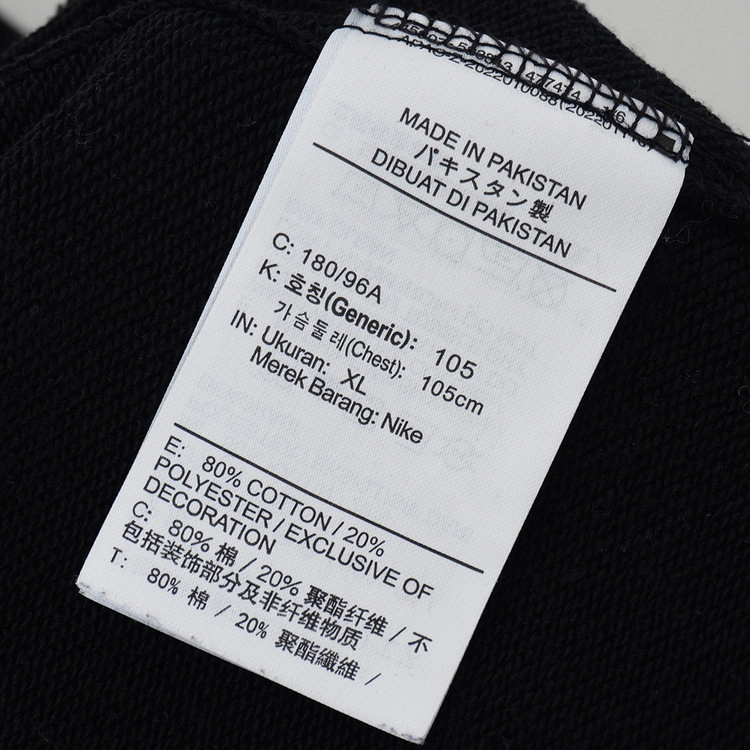 MADE IN PAKISTAN
パキスタン製
DIBUAT DI PAKISTAN
C: 180/96A
K: 호칭(Generic): 105
가슴둘레(Chest): 105cm
IN: Ukuran: XL
Merek Barang: Nike
E: 80% COTTON / 20%
POLYESTER / EXCLUSIVE OF
DECORATION
C: 80% 棉 / 20% 聚酯纤维 / 不
包括装饰部分及非纤维物质
T: 80% 棉 / 20% 聚酯纖維 /